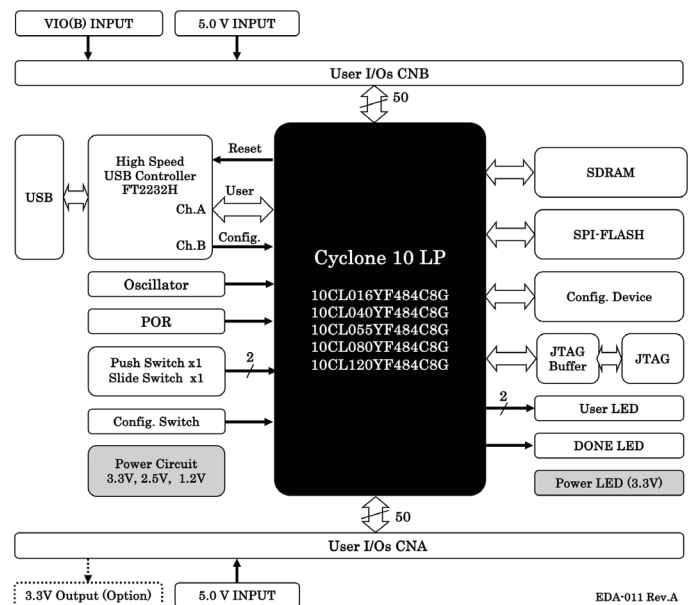 VIO(B) INPUT
5.0 V INPUT
User I/Os CNB
50
USB
High Speed
USB Controller
FT2232H
Ch.A
Ch.B
Reset
User
Config.
Oscillator
POR
Push Switch x1
Slide Switch x1
2
Config. Switch
Power Circuit
3.3V, 2.5V, 1.2V
Cyclone 10 LP
10CL016YF484C8G
10CL040YF484C8G
10CL055YF484C8G
10CL080YF484C8G
10CL120YF484C8G
SDRAM
SPI-FLASH
Config. Device
JTAG
Buffer
JTAG
2
User LED
DONE LED
Power LED (3.3V)
50
User I/Os CNA
3.3V Output (Option)
5.0 V INPUT
EDA-011 Rev.A